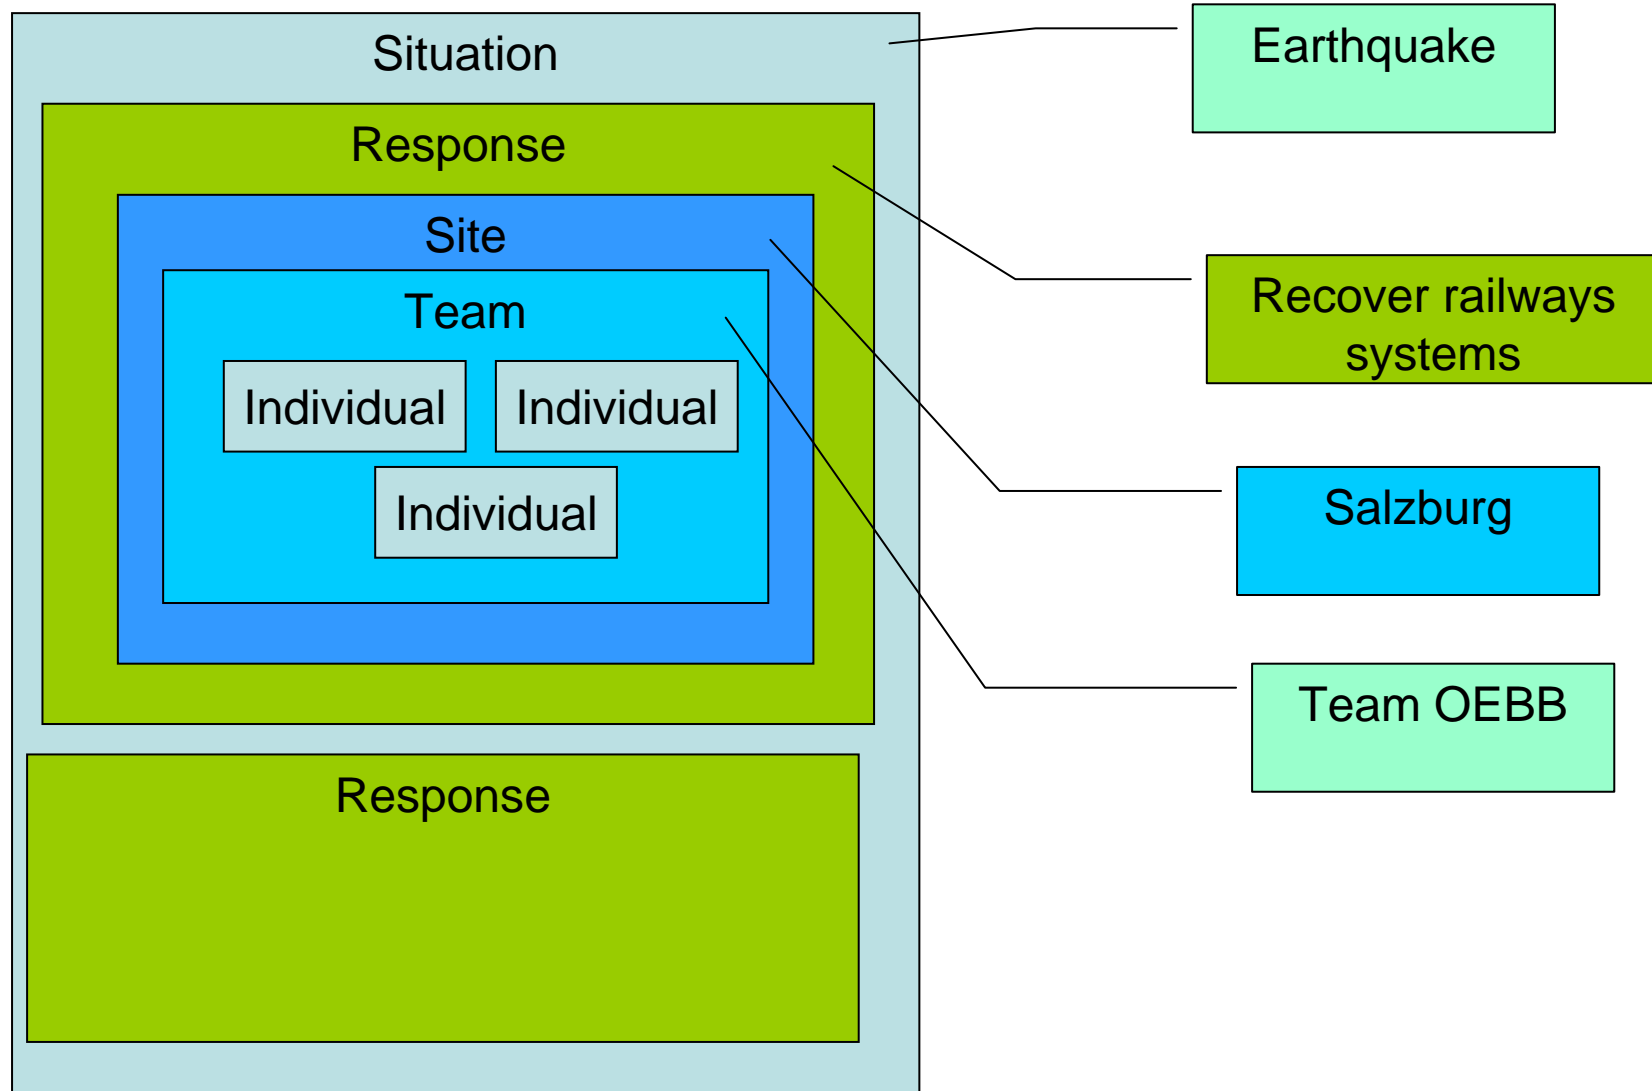 Situation
Response
Site
Team
Individual
Individual
Individual
Response
Earthquake
Recover railways
systems
Salzburg
Team OEBB